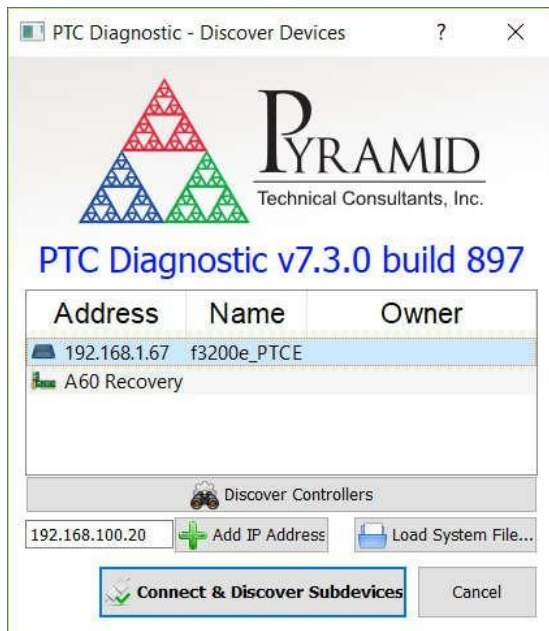 PTC Diagnostic - Discover Devices ? ×
PYRAMID
Technical Consultants, Inc.
PTC Diagnostic v7.3.0 build 897
Address Name Owner
192.168.1.67 f3200e_PTCE
A60 Recovery
Discover Controllers
192.168.100.20 Add IP Address Load System File...
Connect & Discover Subdevices Cancel